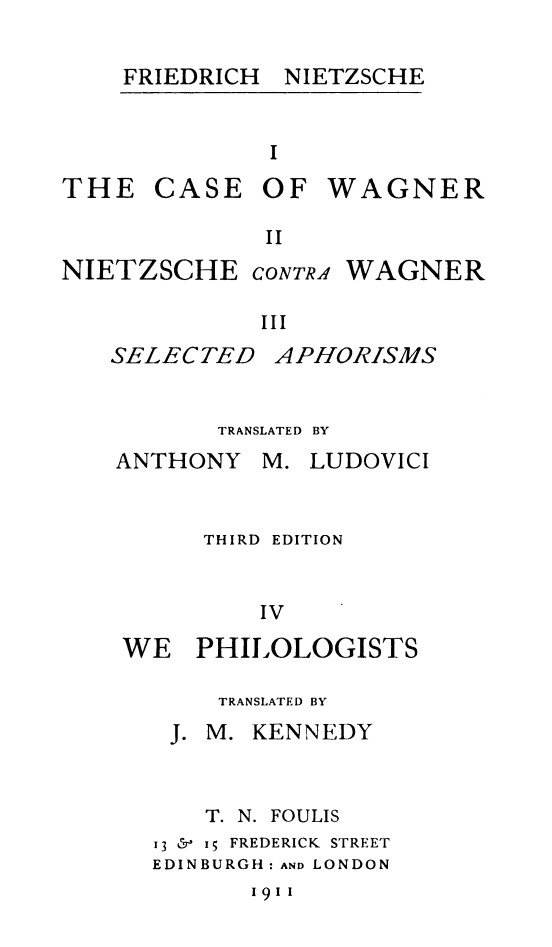 FRIEDRICH NIETZSCHE
I
THE CASE OF WAGNER
II
NIETZSCHE CONTRA WAGNER
III
SELECTED APHORISMS
TRANSLATED BY
ANTHONY M. LUDOVICI
THIRD EDITION
IV
WE PHILOLOGISTS
TRANSLATED BY
J. M. KENNEDY
T. N. FOULIS
13 & 15 FREDERICK STREET
EDINBURGH: AND LONDON
1911